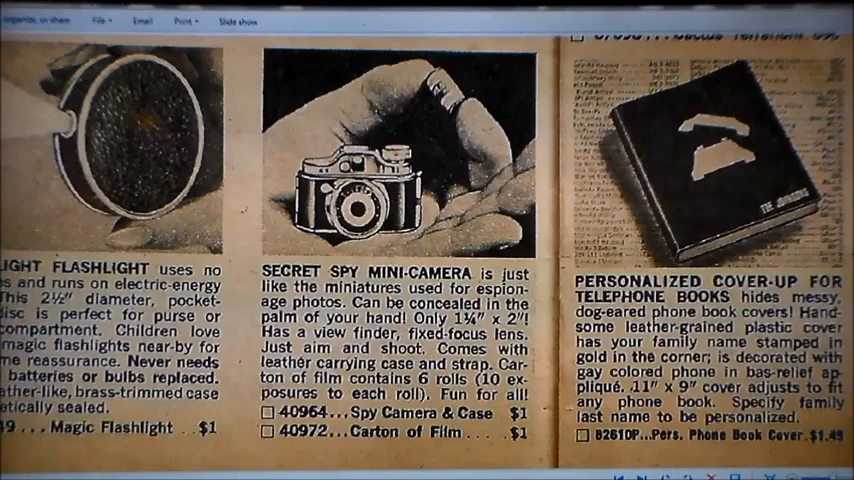 organize, or share File Email Print Slide show
LIGHT FLASHLIGHT uses no
es and runs on electric-energy
This 2½" diameter, pocket-
disc is perfect for purse or
compartment. Children love
magic flashlights near-by for
me reassurance. Never needs
batteries or bulbs replaced.
ather-like, brass-trimmed case
etically sealed.
49 ... Magic Flashlight . $1
SECRET SPY MINI-CAMERA is just
like the miniatures used for espion-
age photos. Can be concealed in the
palm of your hand! Only 1¼" x 2"!
Has a view finder, fixed-focus lens.
Just aim and shoot. Comes with
leather carrying case and strap. Car-
ton of film contains 6 rolls (10 ex-
posures to each roll). Fun for all!
40964...Spy Camera & Case $1
40972...Carton of Film..... $1
PERSONALIZED COVER-UP FOR
TELEPHONE BOOKS hides messy,
dog-eared phone book covers! Hand-
some leather-grained plastic cover
has your family name stamped in
gold in the corner; is decorated with
gay colored phone in bas-relief ap-
pliqué. 11" x 9" cover adjusts to fit
any phone book. Specify family
last name to be personalized.
82610P...Pers. Phone Book Cover.$1.49